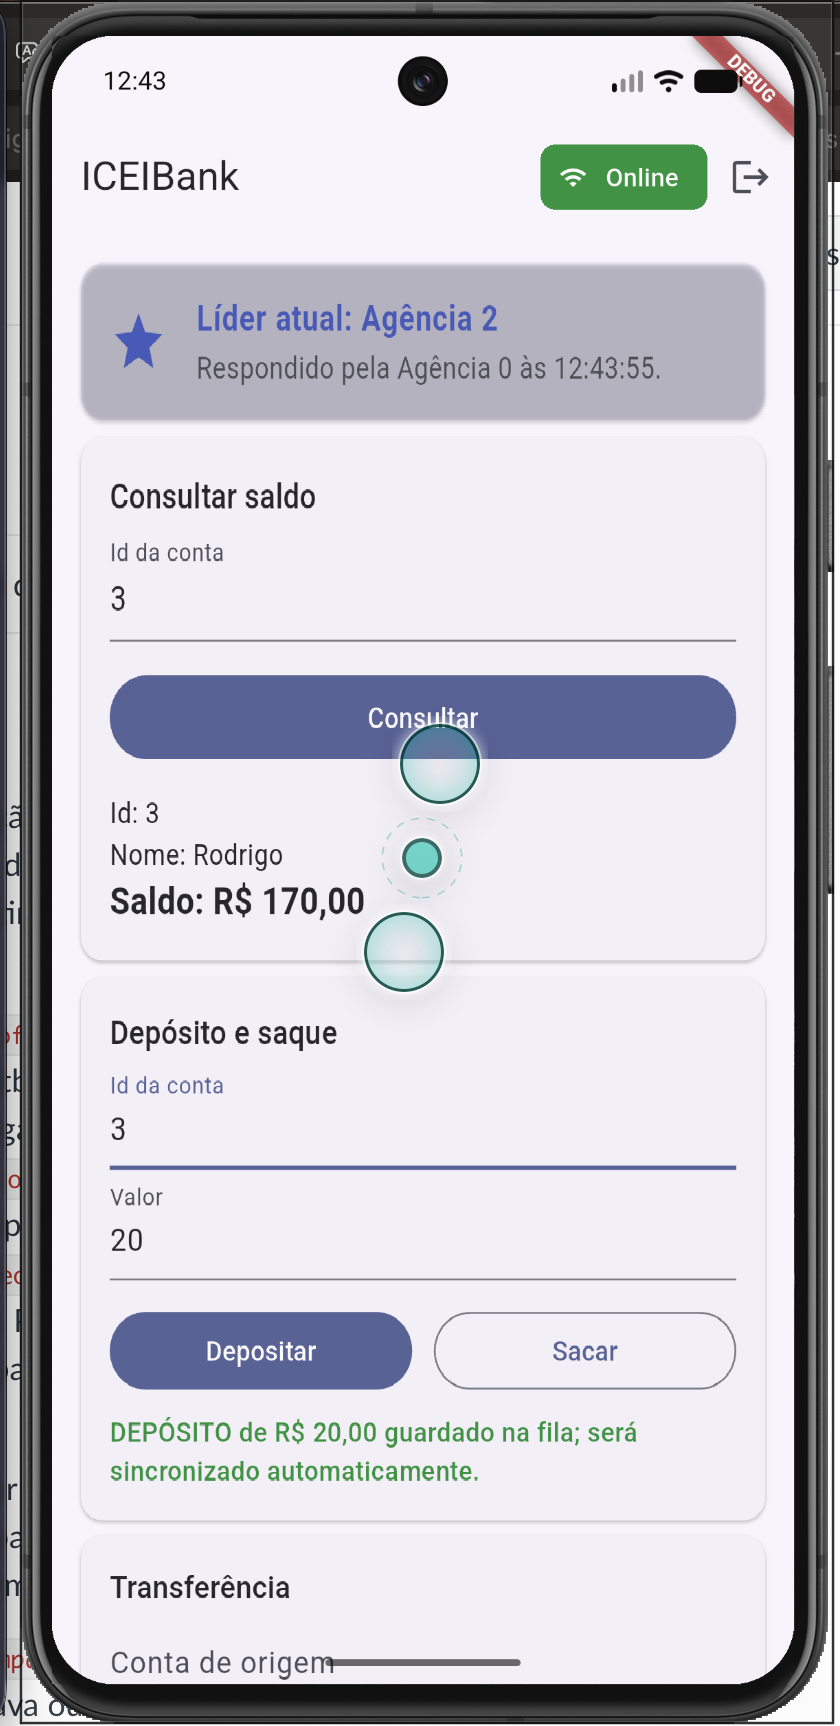 12:43
DEBUG
ICEIBank
Online
Líder atual: Agência 2
Respondido pela Agência 0 às 12:43:55.
Consultar saldo
Id da conta
3
Consultar
Id: 3
Nome: Rodrigo
Saldo: R$ 170,00
Depósito e saque
Id da conta
3
Valor
20
Depositar
Sacar
DEPÓSITO de R$ 20,00 guardado na fila; será
sincronizado automaticamente.
Transferência
Conta de origem